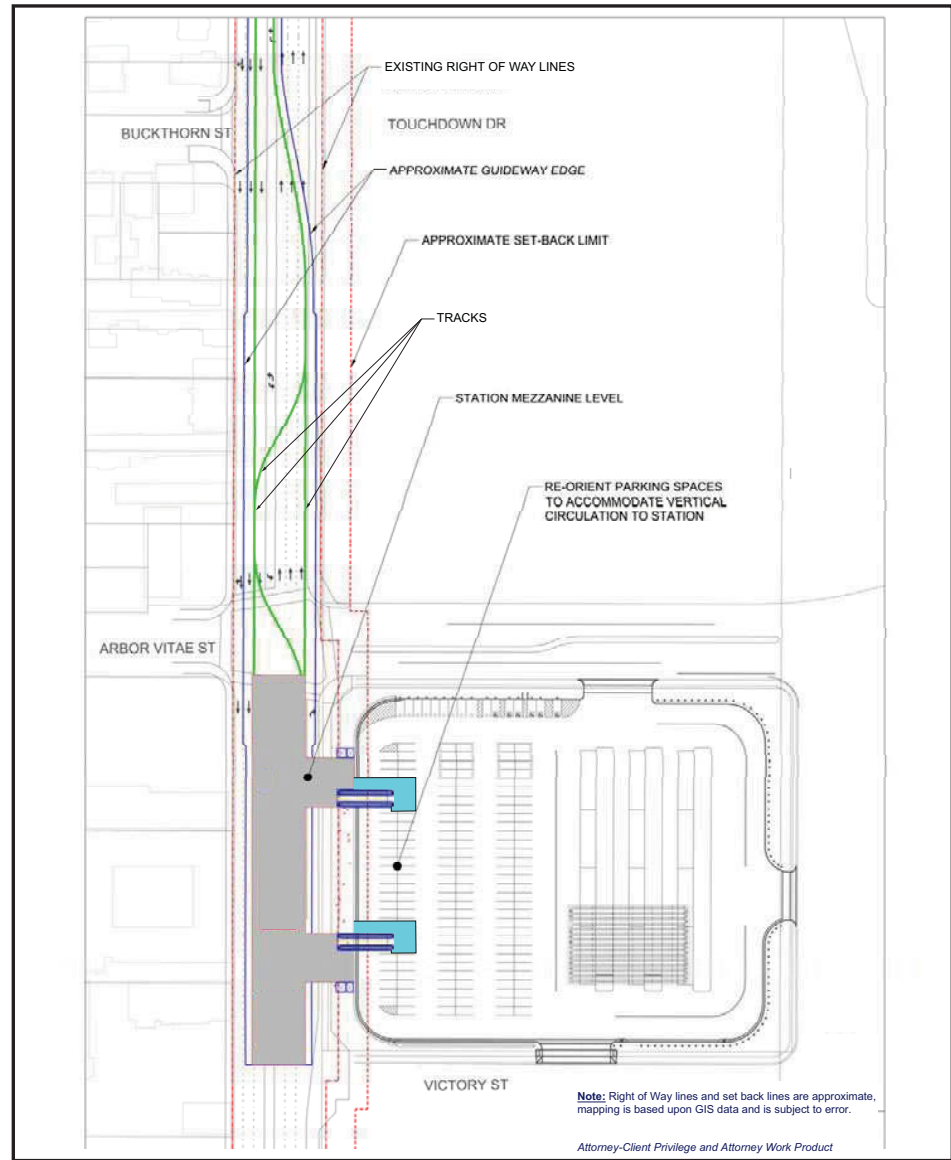 EXISTING RIGHT OF WAY LINES
BUCKTHORN ST
TOUCHDOWN DR
APPROXIMATE GUIDEWAY EDGE
APPROXIMATE SET-BACK LIMIT
TRACKS
STATION MEZZANINE LEVEL
RE-ORIENT PARKING SPACES
TO ACCOMMODATE VERTICAL
CIRCULATION TO STATION
ARBOR VITAE ST
VICTORY ST
Note: Right of Way lines and set back lines are approximate,
mapping is based upon GIS data and is subject to error.
Attorney-Client Privilege and Attorney Work Product